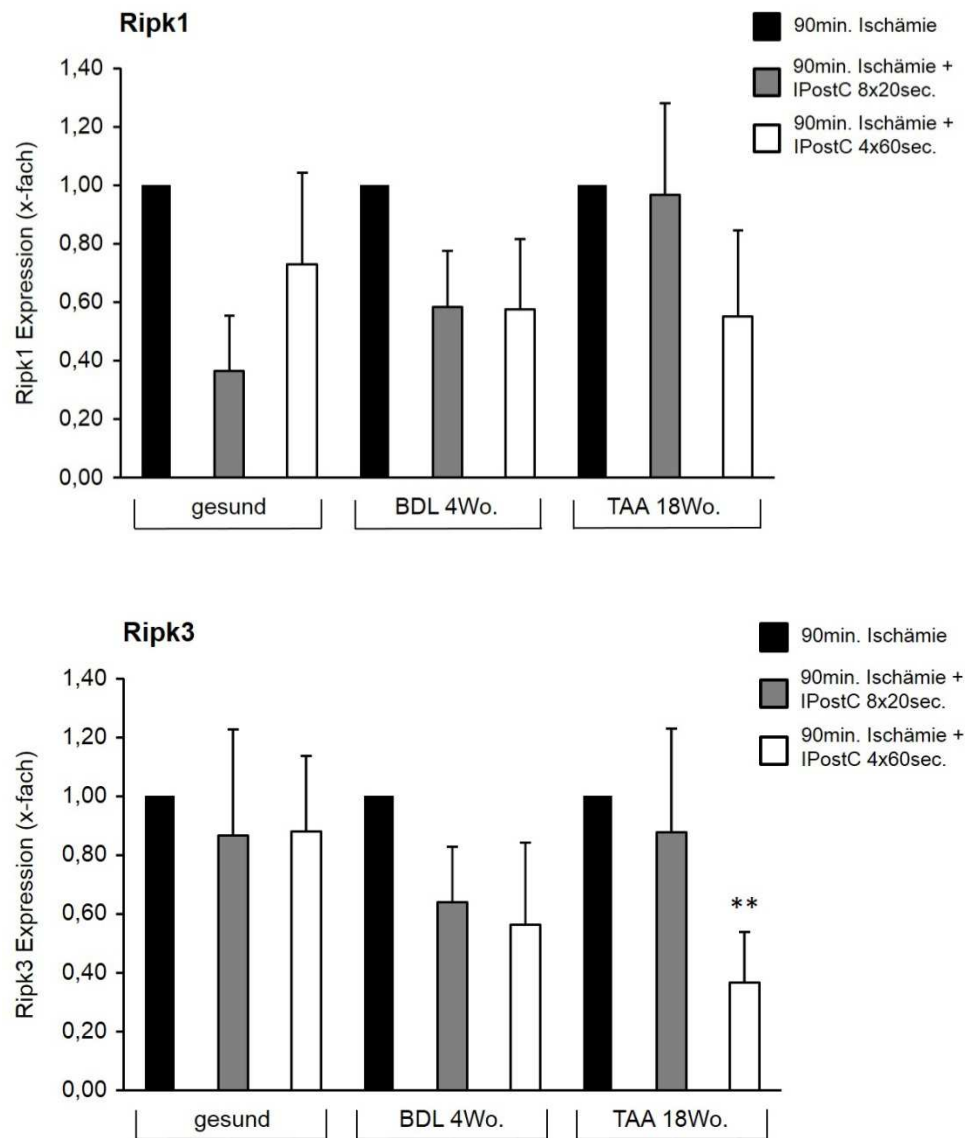 Ripk1
90min. Ischämie
90min. Ischämie +
IPostC 8x20sec.
90min. Ischämie +
IPostC 4x60sec.
Ripk1 Expression (x-fach)
1,40
1,20
1,00
0,80
0,60
0,40
0,20
0,00
gesund BDL 4Wo. TAA 18Wo.
Ripk3
90min. Ischämie
90min. Ischämie +
IPostC 8x20sec.
90min. Ischämie +
IPostC 4x60sec.
Ripk3 Expression (x-fach)
1,40
1,20
1,00
0,80
0,60
0,40
0,20
0,00
**
gesund BDL 4Wo. TAA 18Wo.